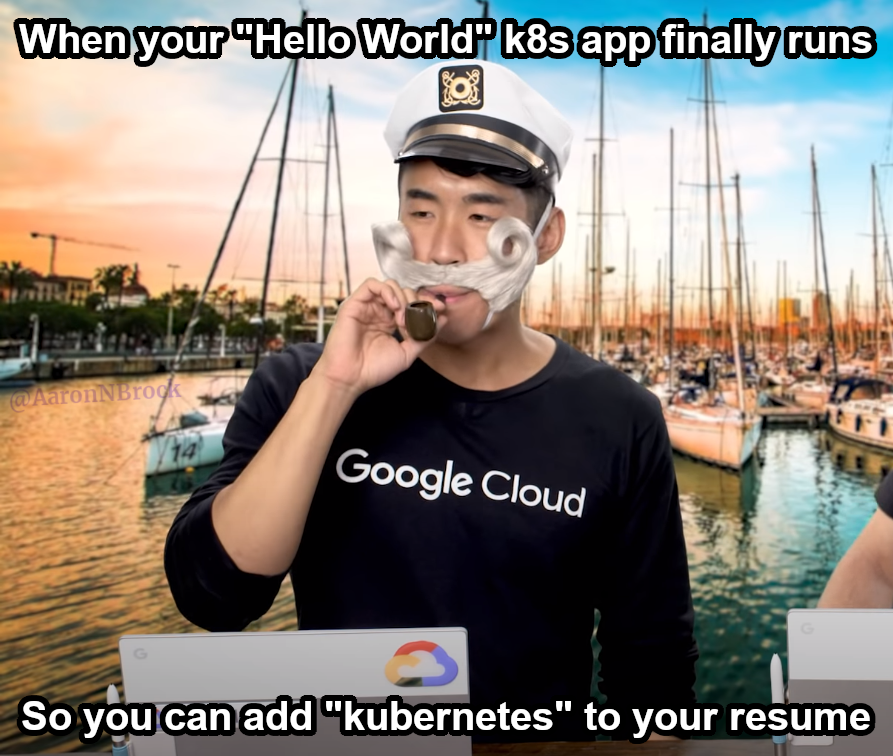 When your "Hello World" k8s app finally runs
@AaronNBrock
14
Google Cloud
G
G
So you can add "kubernetes" to your resume